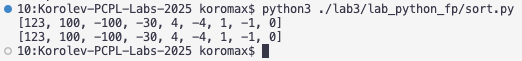 10:Korolev-PCPL-Labs-2025 koromax$ python3 ./lab3/lab_python_fp/sort.py
[123, 100, -100, -30, 4, -4, 1, -1, 0]
[123, 100, -100, -30, 4, -4, 1, -1, 0]
10:Korolev-PCPL-Labs-2025 koromax$